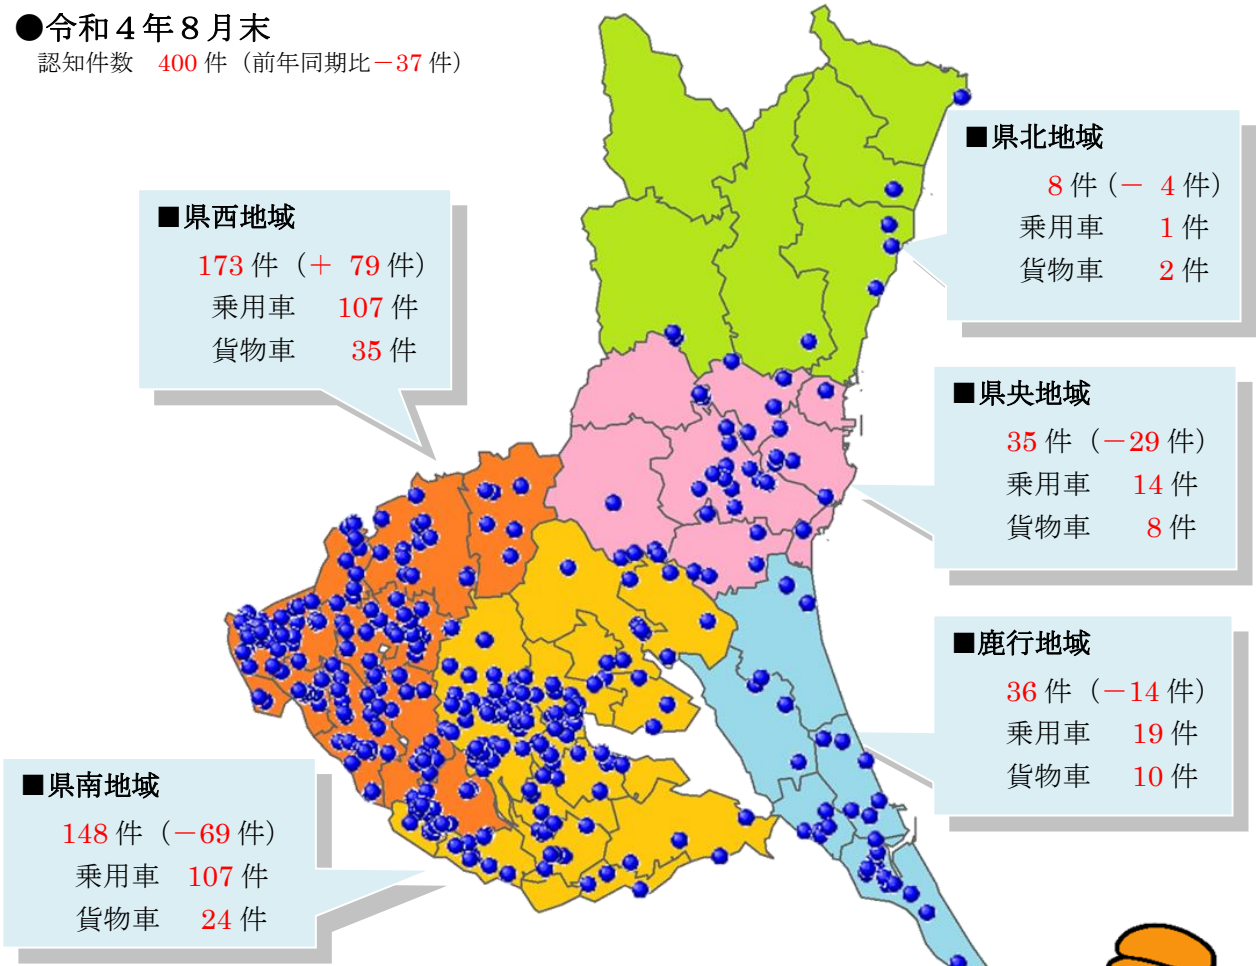 ●令和４年８月末
認知件数　400 件（前年同期比－37 件）
■県北地域
8 件（－ 4 件）
乗用車　1 件
貨物車　2 件
■県西地域
173 件（＋ 79 件）
乗用車　107 件
貨物車　35 件
■県央地域
35 件（－29 件）
乗用車　14 件
貨物車　8 件
■鹿行地域
36 件（－14 件）
乗用車　19 件
貨物車　10 件
■県南地域
148 件（－69 件）
乗用車　107 件
貨物車　24 件